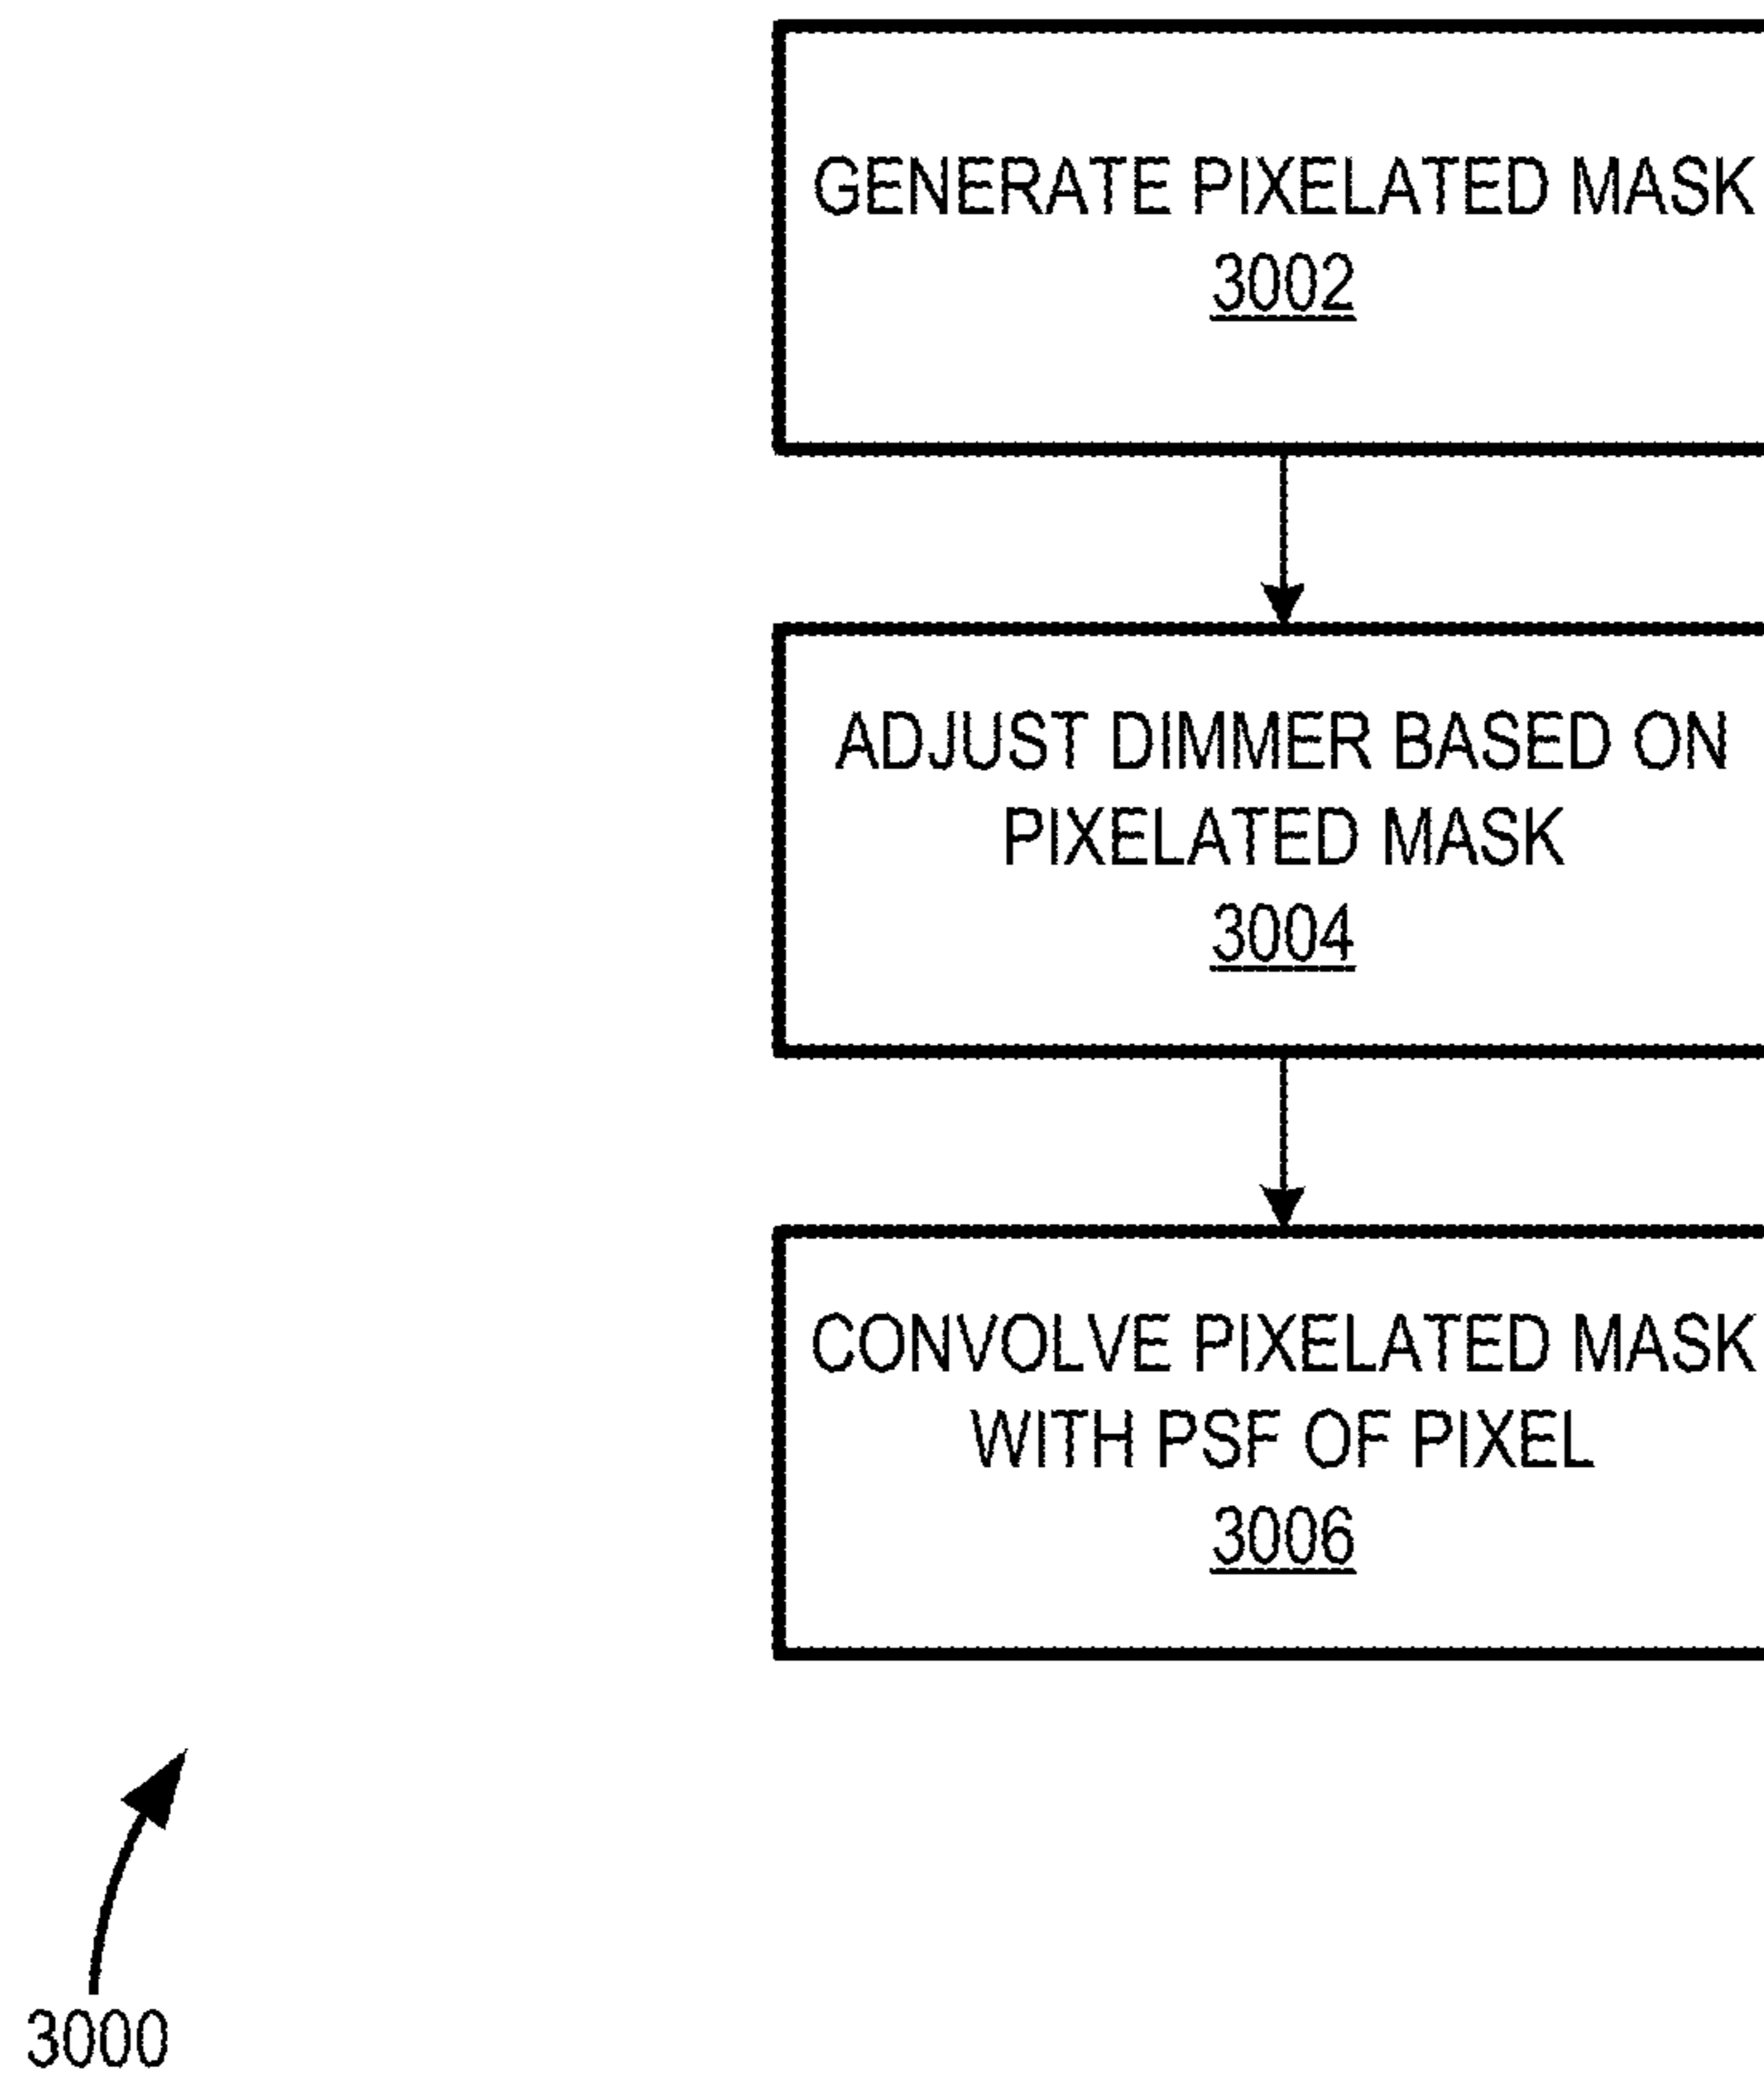 GENERATE PIXELATED MASK
3002
ADJUST DIMMER BASED ON
PIXELATED MASK
3004
CONVOLVE PIXELATED MASK
WITH PSF OF PIXEL
3006
3000